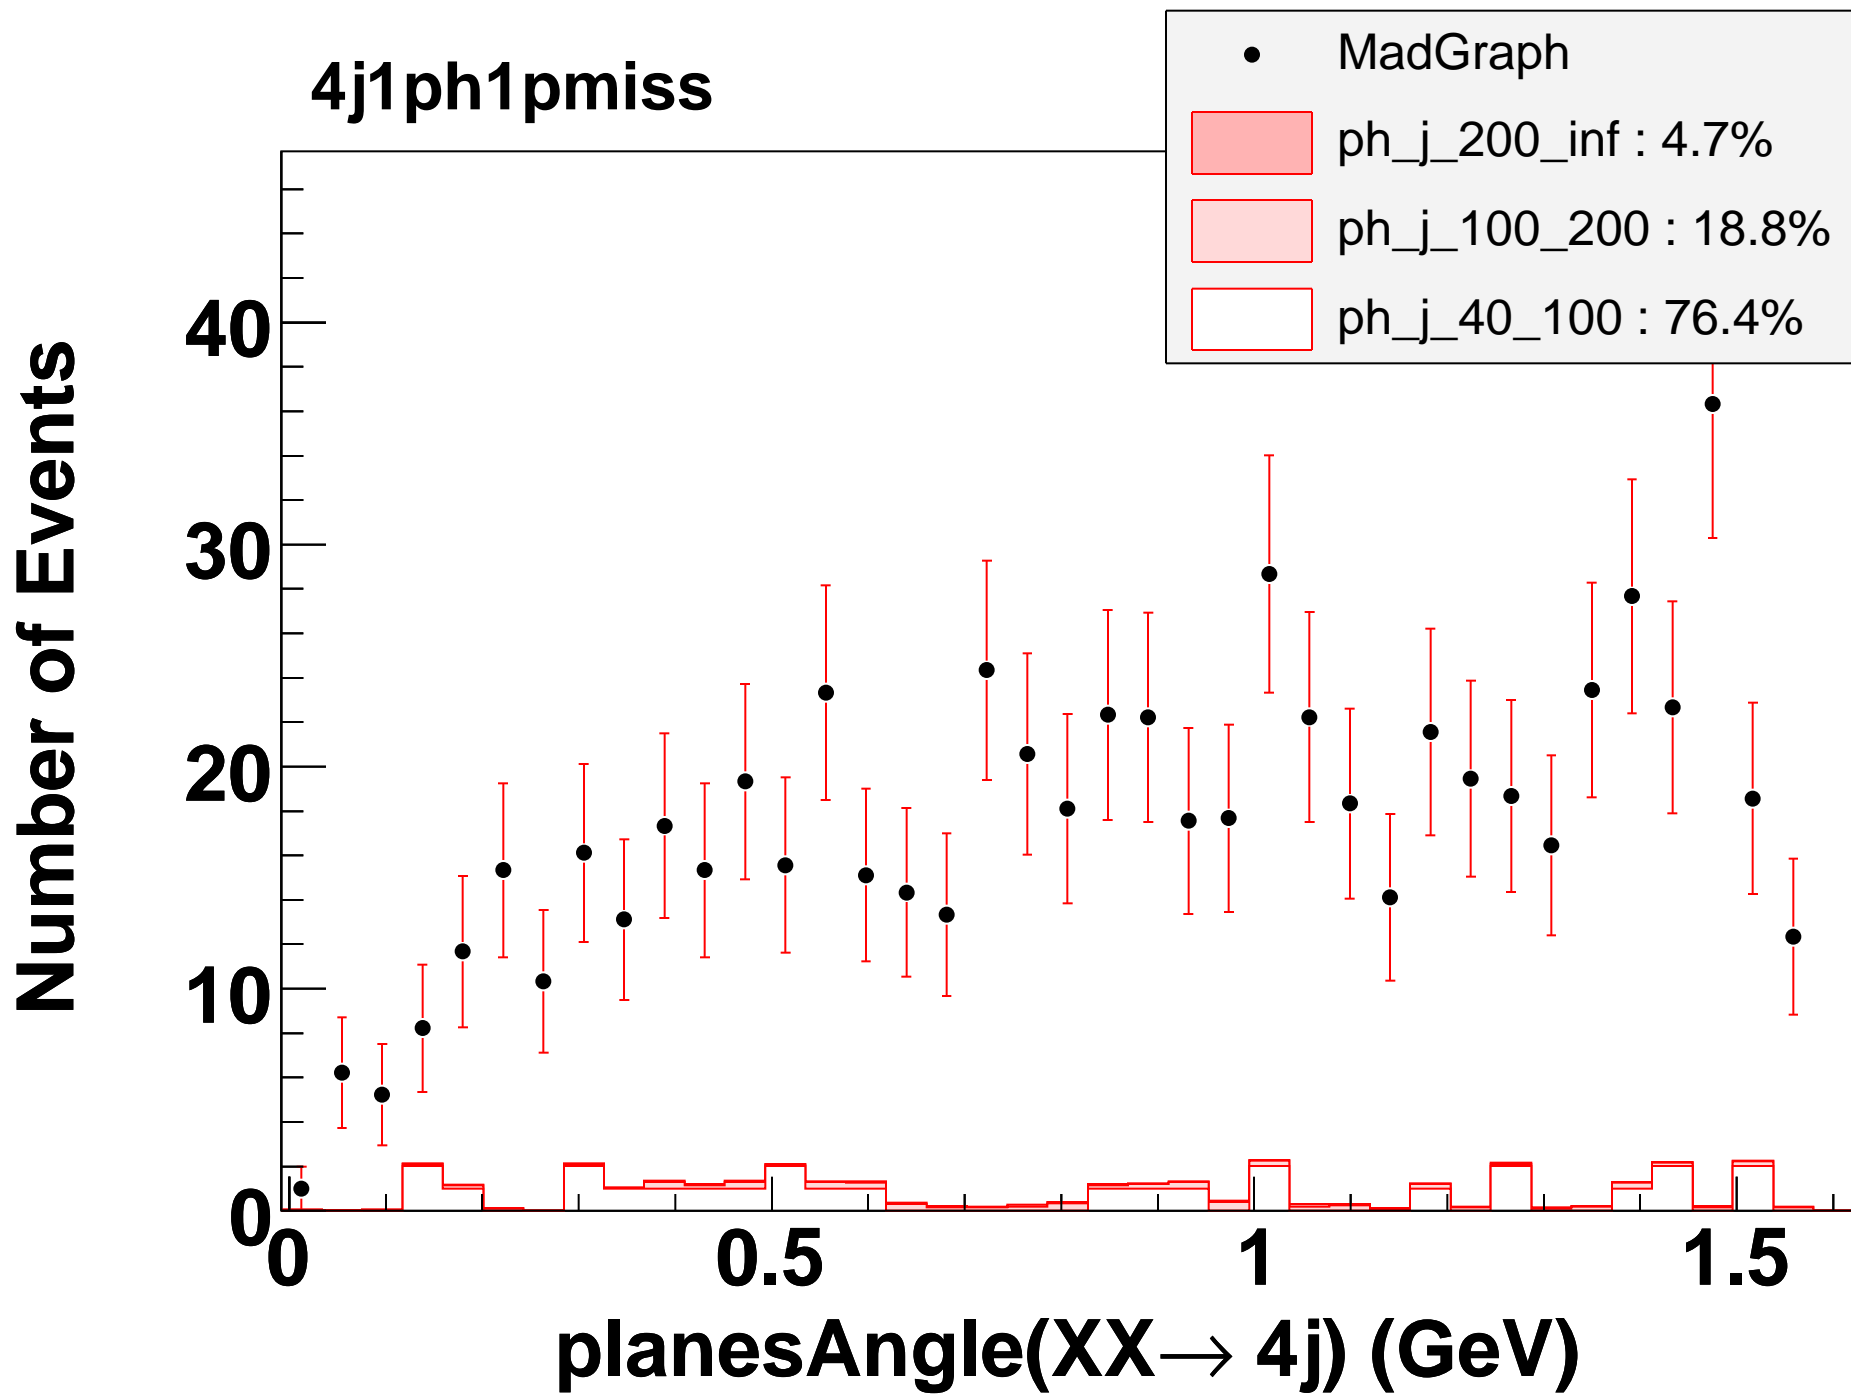 4j1ph1pmiss
MadGraph
ph_j_200_inf : 4.7%
ph_j_100_200 : 18.8%
ph_j_40_100 : 76.4%
Number of Events
40
30
20
10
0
0 0.5 1 1.5
planesAngle(XX→ 4j) (GeV)